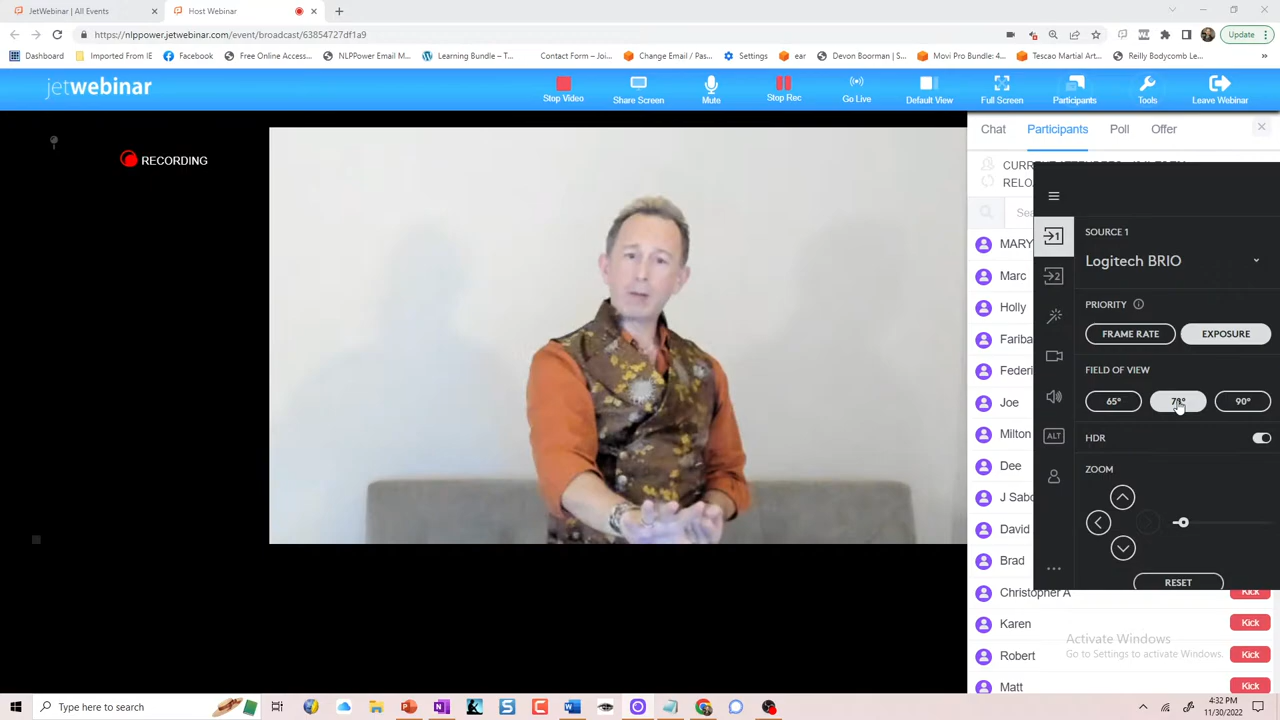 JetWebinar | All Events
Host Webinar
https://nlppower.jetwebinar.com/event/broadcast/63854727df1a9
Update
Dashboard
Imported From IE
Facebook
Free Online Access...
NLPPower Email M...
Learning Bundle – T...
Contact Form – Joi...
Change Email / Pas...
Settings
ear
Devon Boorman | S...
Movi Pro Bundle: 4...
Tescao Martial Art...
Reilly Bodycomb Le...
jetwebinar
Stop Video
Share Screen
Mute
Stop Rec
Go Live
Default View
Full Screen
Participants
Tools
Leave Webinar
RECORDING
Chat
Participants
Poll
Offer
RELO
MARY
Marc
Holly
Fariba
Federi
Joe
Milton
Dee
J Sabo
David
Brad
Christopher A
Kick
Karen
Kick
Robert
Kick
Matt
Kick
SOURCE 1
Logitech BRIO
PRIORITY
FRAME RATE
EXPOSURE
FIELD OF VIEW
65°
90°
HDR
ZOOM
RESET
ALT
Activate Windows
Go to Settings to activate Windows.
Type here to search
4:32 PM
11/30/2022